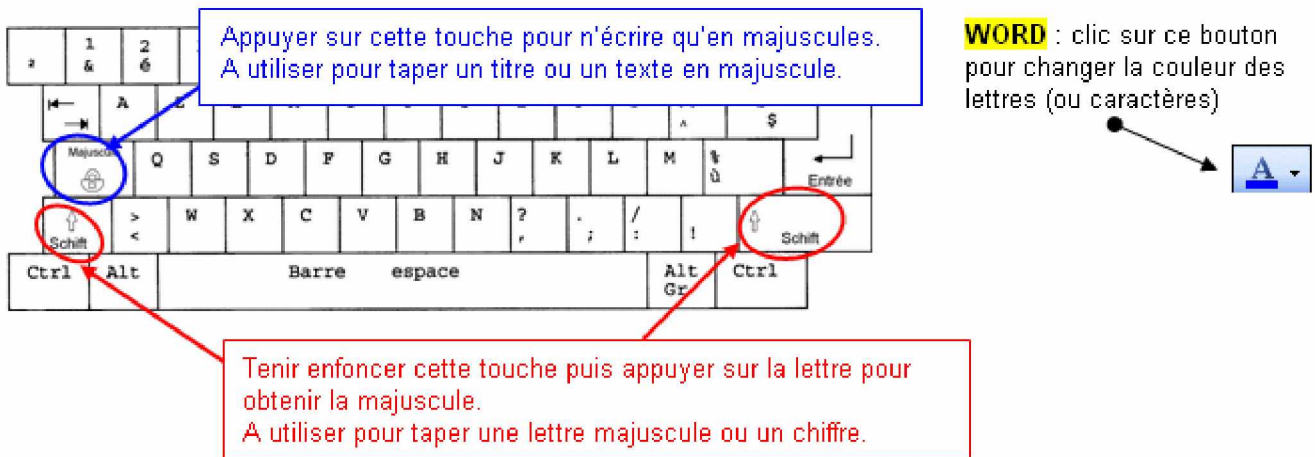 Appuyer sur cette touche pour n'écrire qu'en majuscules.
A utiliser pour taper un titre ou un texte en majuscule.
WORD : clic sur ce bouton
pour changer la couleur des
lettres (ou caractères)
A
² 1 & 2 é
A $
Majuscule Q S D F G H J K L M % ù Entrée
Schift > < W X C V B N ? , . ; / : ! Schift
Ctrl Alt Barre espace Alt Gr Ctrl
Tenir enfoncer cette touche puis appuyer sur la lettre pour
obtenir la majuscule.
A utiliser pour taper une lettre majuscule ou un chiffre.